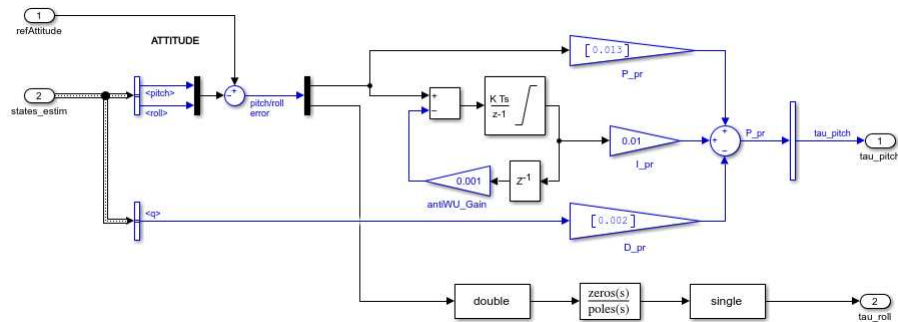 1
refAttitude
ATTITUDE
2
states_estim
<pitch>
<roll>
+
−
pitch/roll
error
[0.013]
P_pr
+
−
K Ts
z-1
0.01
I_pr
0.001
antiWU_Gain
Z-1
+
+
−
P_pr
tau_pitch
1
tau_pitch
<q>
[0.002]
D_pr
double
zeros(s)
poles(s)
single
2
tau_roll